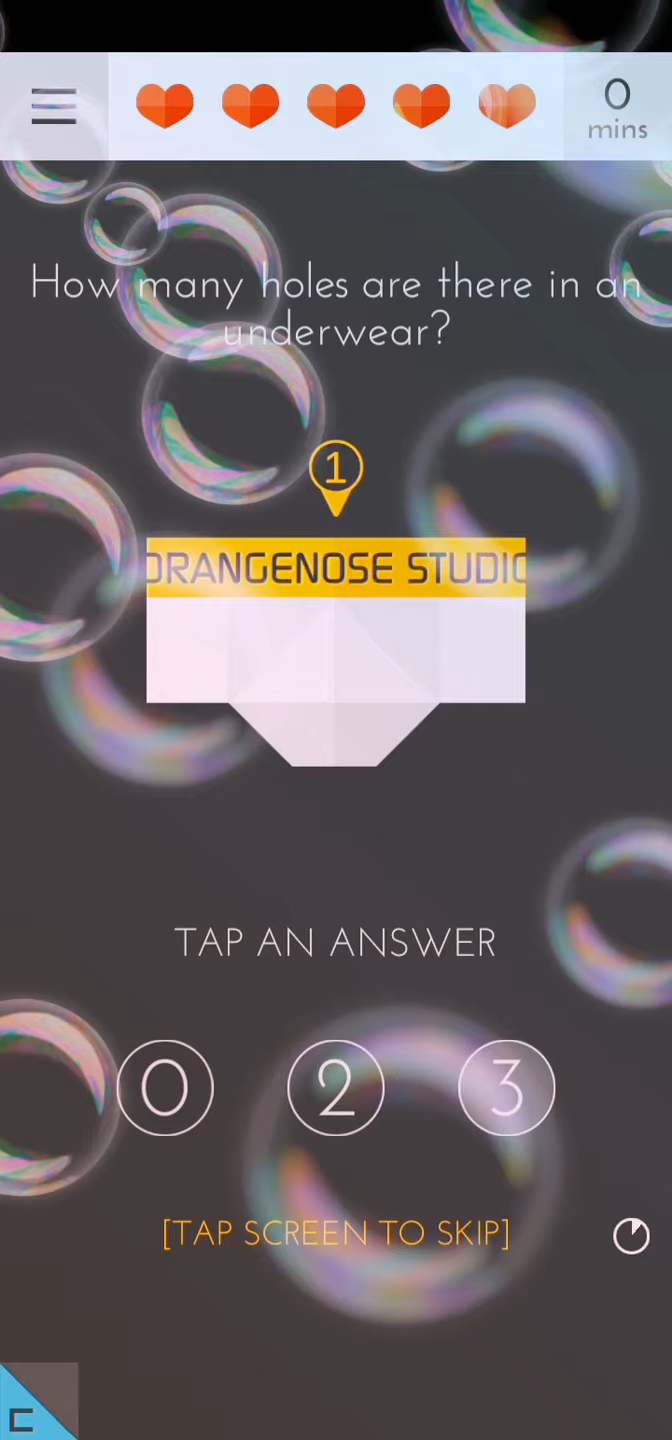 0
mins
How many holes are there in an
underwear?
1
ORANGENOSE STUDIO
TAP AN ANSWER
0 2 3
[TAP SCREEN TO SKIP]